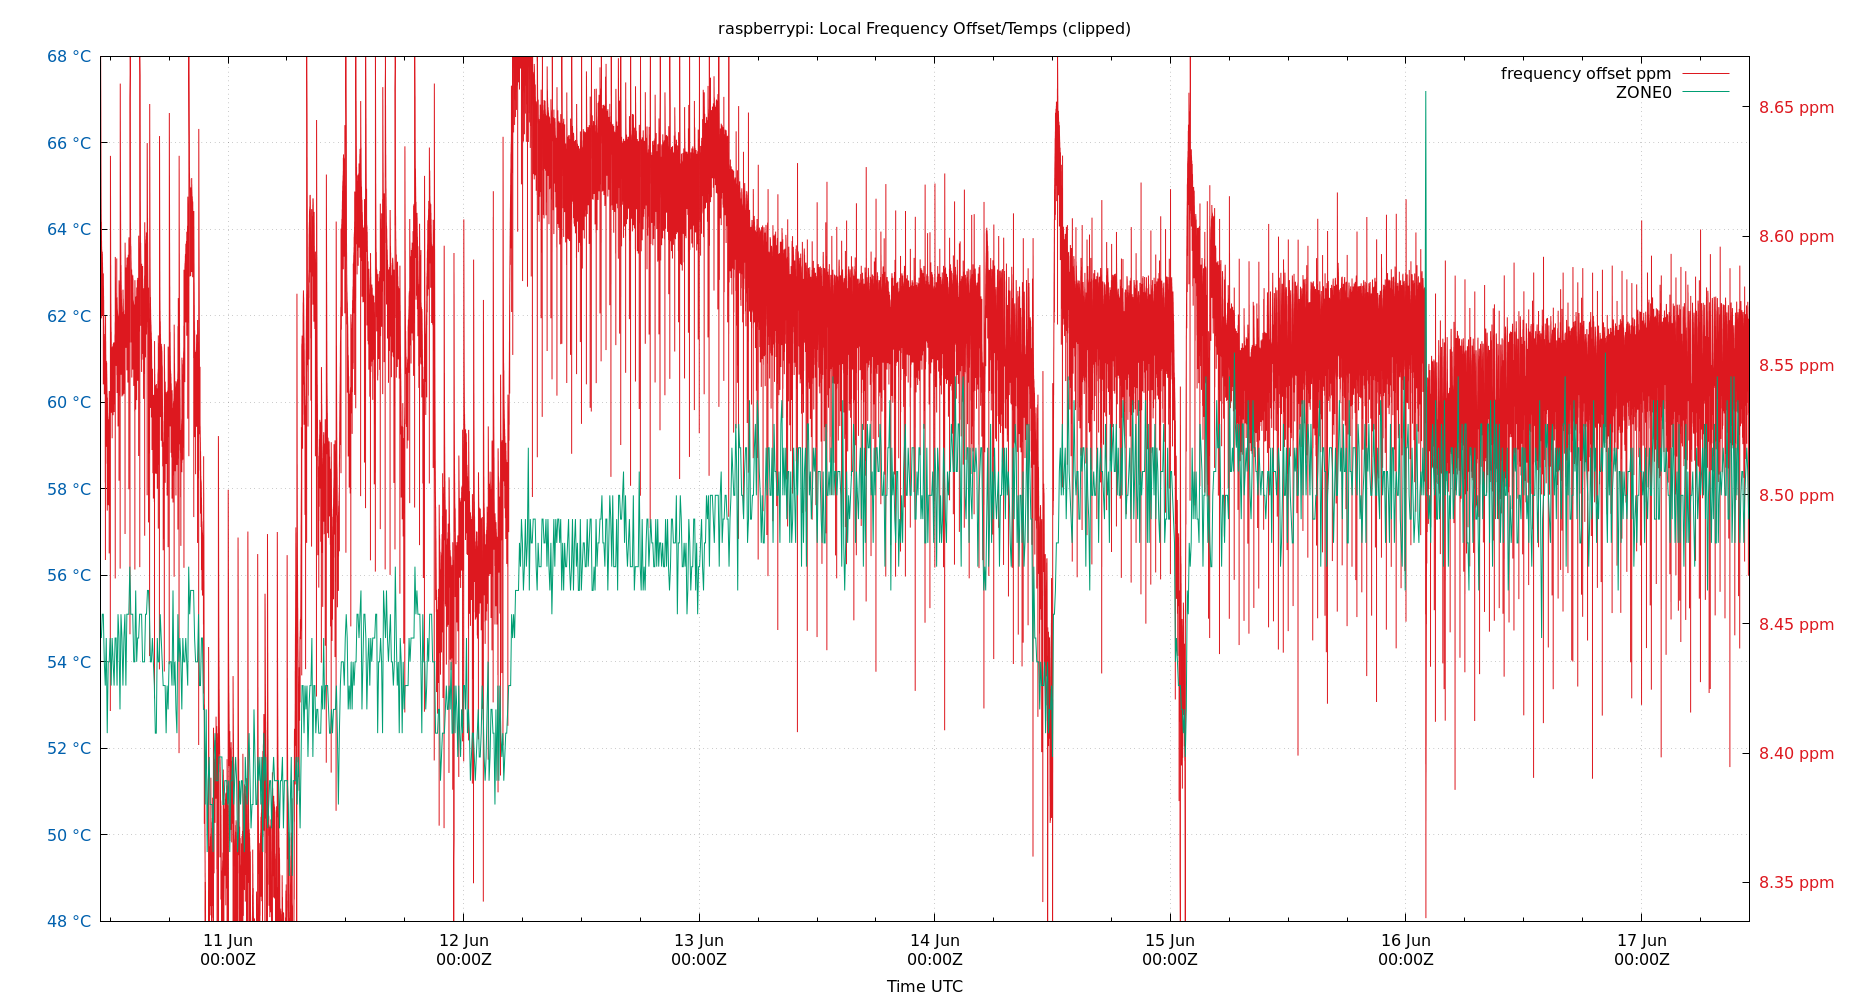 raspberrypi: Local Frequency Offset/Temps (clipped)
68 °C
66 °C
64 °C
62 °C
60 °C
58 °C
56 °C
54 °C
52 °C
50 °C
48 °C
frequency offset ppm
ZONE0
8.65 ppm
8.60 ppm
8.55 ppm
8.50 ppm
8.45 ppm
8.40 ppm
8.35 ppm
11 Jun
00:00Z
12 Jun
00:00Z
13 Jun
00:00Z
14 Jun
00:00Z
15 Jun
00:00Z
16 Jun
00:00Z
17 Jun
00:00Z
Time UTC